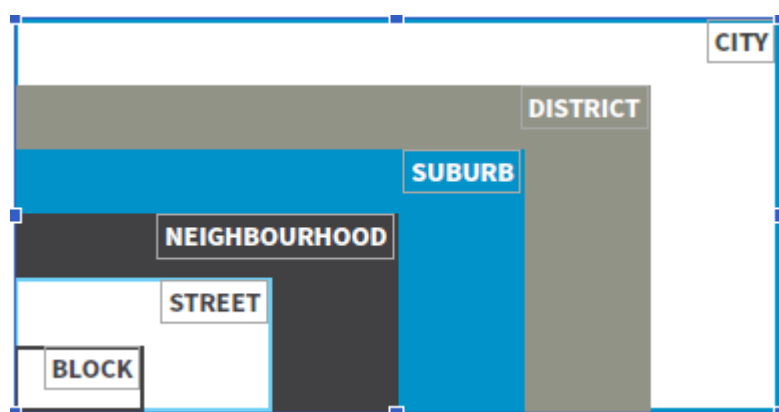 CITY
DISTRICT
SUBURB
NEIGHBOURHOOD
STREET
BLOCK